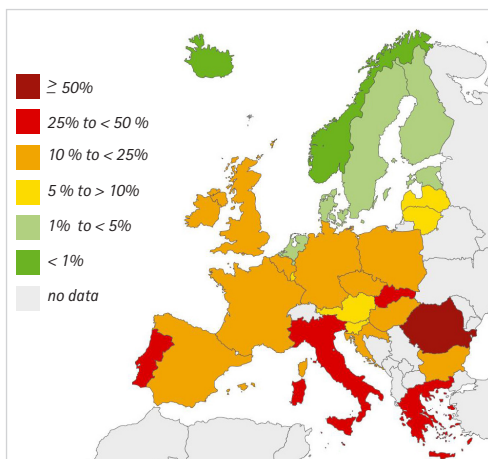 ≥ 50%
25% to < 50 %
10 % to < 25%
5 % to > 10%
1% to < 5%
< 1%
no data